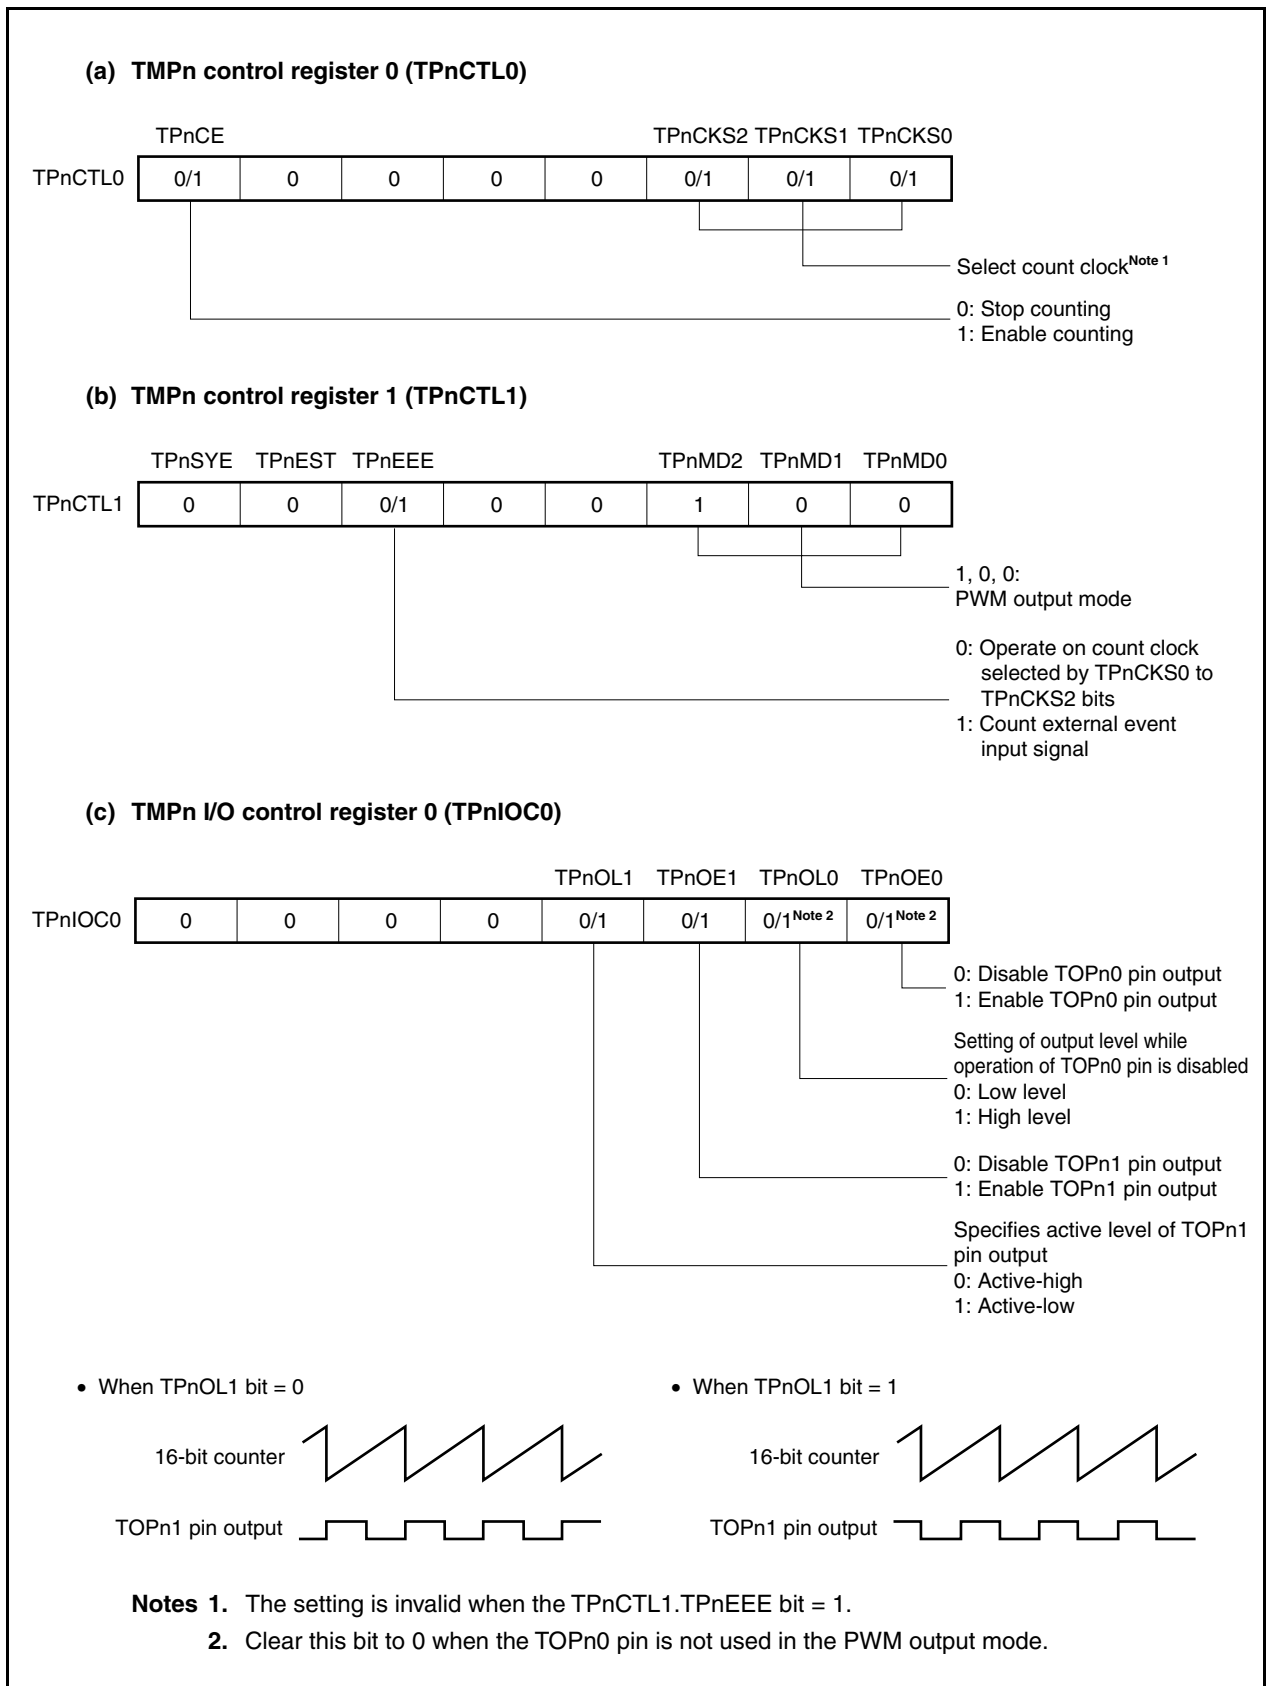 (a) TMPn control register 0 (TPnCTL0)
TPnCE TPnCKS2 TPnCKS1 TPnCKS0
TPnCTL0 0/1 0 0 0 0 0/1 0/1 0/1
Select count clockNote 1
0: Stop counting
1: Enable counting
(b) TMPn control register 1 (TPnCTL1)
TPnSYE TPnEST TPnEEE TPnMD2 TPnMD1 TPnMD0
TPnCTL1 0 0 0/1 0 0 1 0 0
1, 0, 0:
PWM output mode
0: Operate on count clock
selected by TPnCKS0 to
TPnCKS2 bits
1: Count external event
input signal
(c) TMPn I/O control register 0 (TPnIOC0)
TPnOL1 TPnOE1 TPnOL0 TPnOE0
TPnIOC0 0 0 0 0 0/1 0/1 0/1Note 2 0/1Note 2
0: Disable TOPn0 pin output
1: Enable TOPn0 pin output
Setting of output level while
operation of TOPn0 pin is disabled
0: Low level
1: High level
0: Disable TOPn1 pin output
1: Enable TOPn1 pin output
Specifies active level of TOPn1
pin output
0: Active-high
1: Active-low
• When TPnOL1 bit = 0
16-bit counter
TOPn1 pin output
• When TPnOL1 bit = 1
16-bit counter
TOPn1 pin output
Notes 1. The setting is invalid when the TPnCTL1.TPnEEE bit = 1.
2. Clear this bit to 0 when the TOPn0 pin is not used in the PWM output mode.